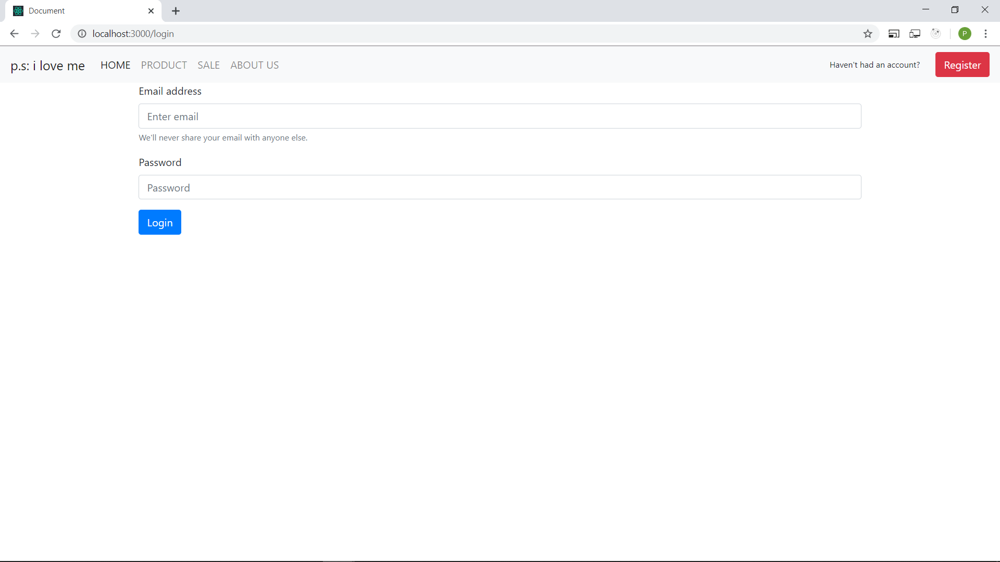 Document
localhost:3000/login
P
p.s: i love me HOME PRODUCT SALE ABOUT US Haven't had an account? Register
Email address
Enter email
We'll never share your email with anyone else.
Password
Password
Login